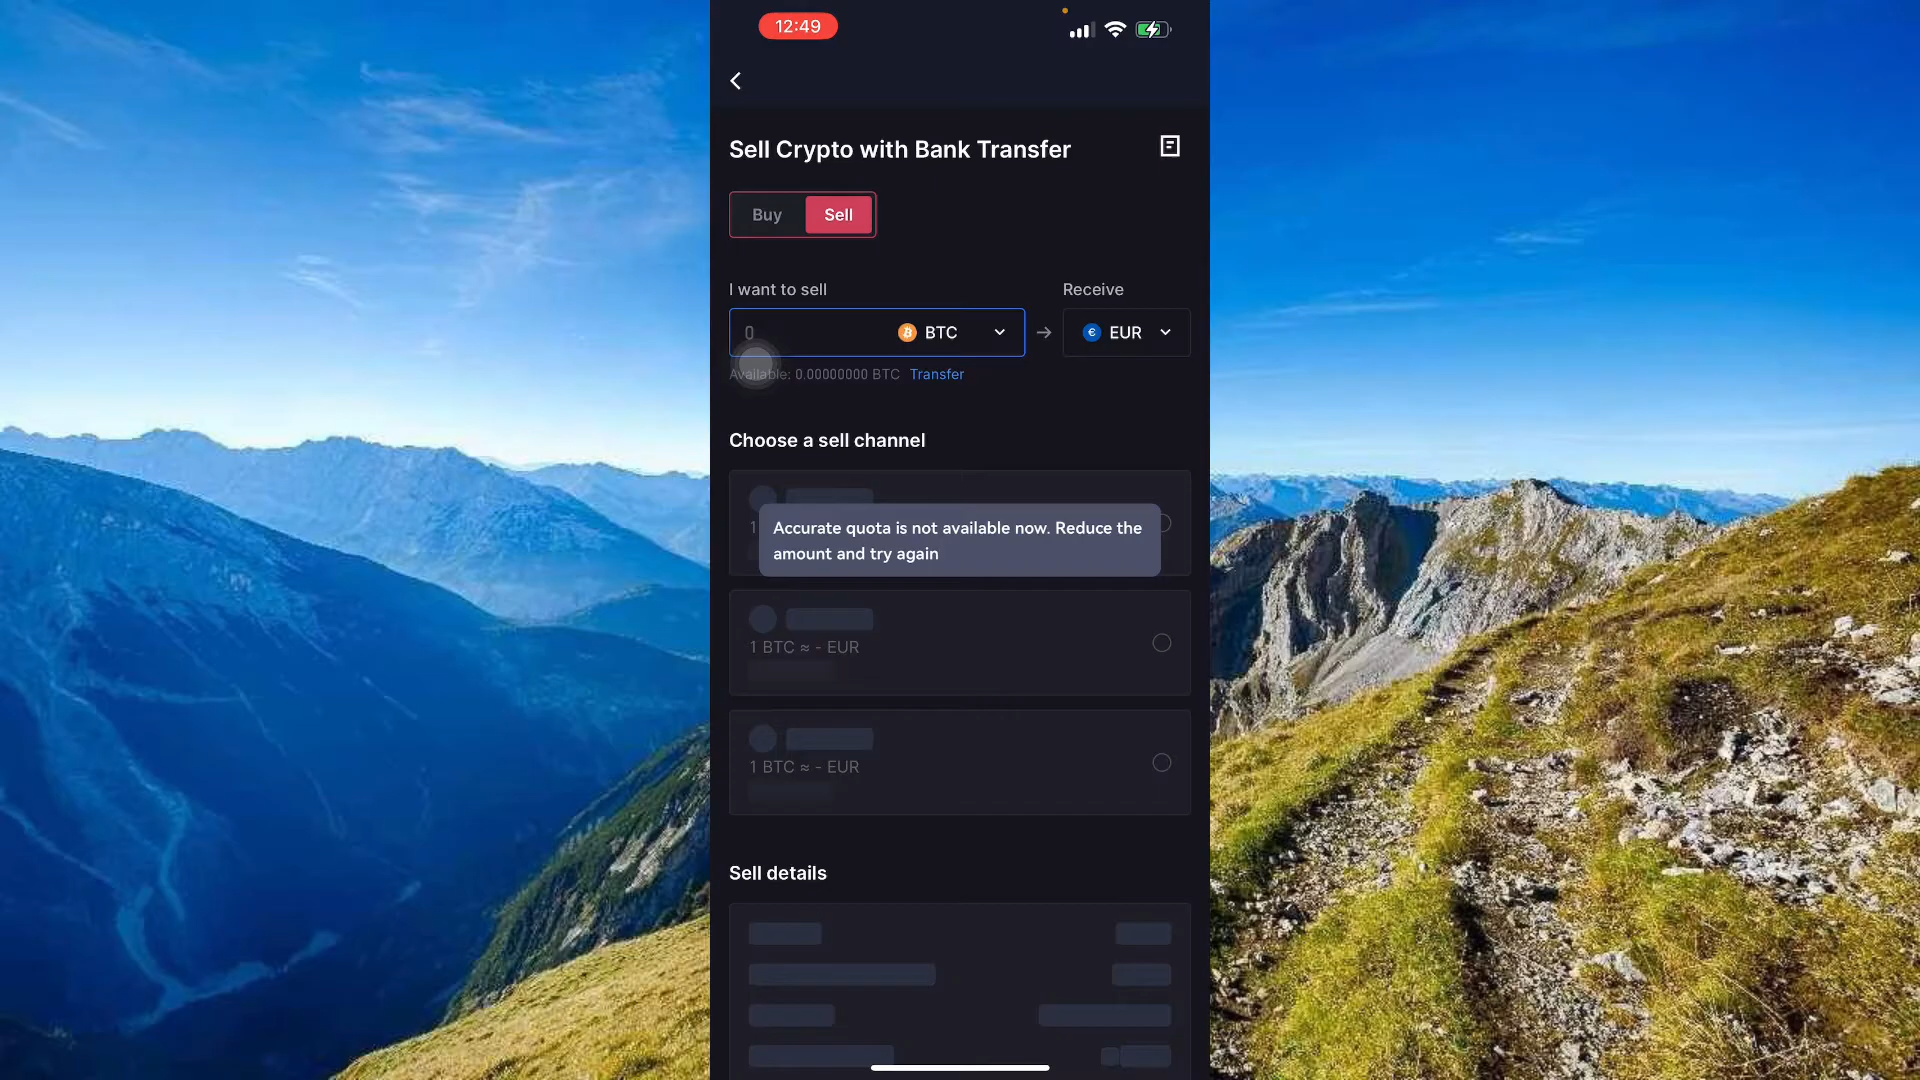 12:49
Sell Crypto with Bank Transfer
Buy Sell
I want to sell Receive
0 BTC → EUR
Available: 0.00000000 BTC Transfer
Choose a sell channel
1
Accurate quota is not available now. Reduce the
amount and try again
1 BTC ≈ - EUR
1 BTC ≈ - EUR
Sell details